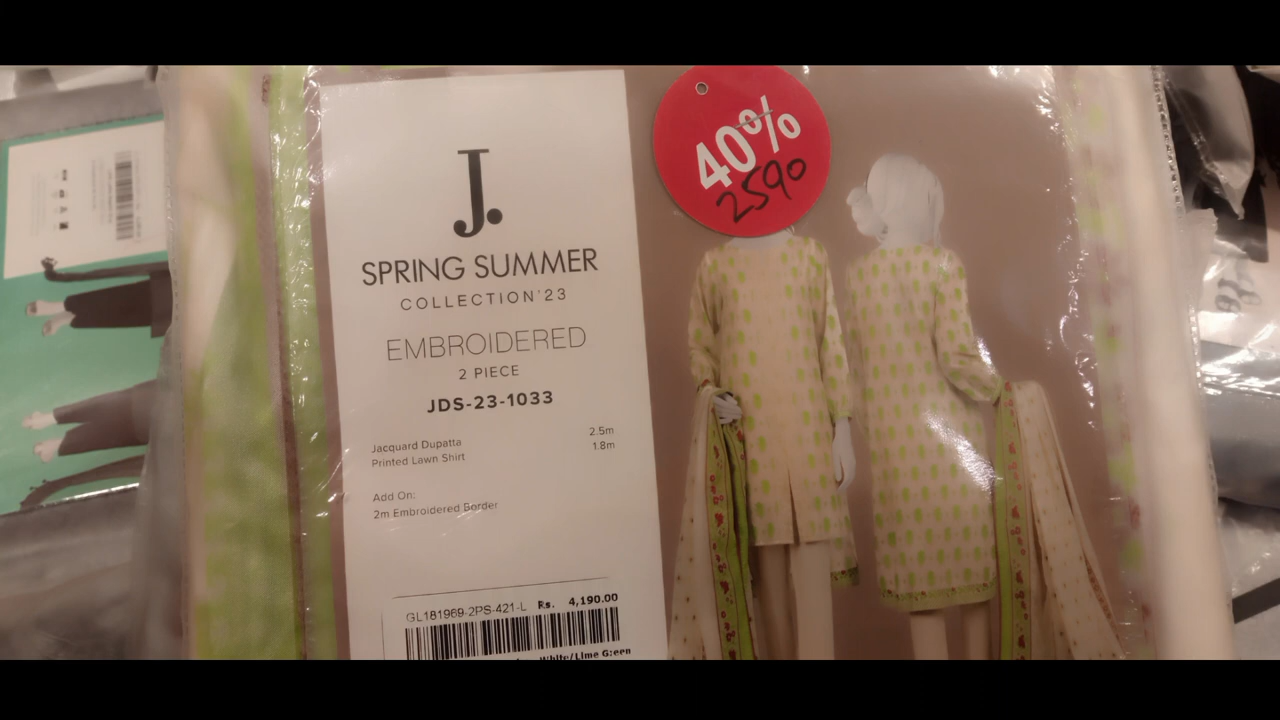 J.
SPRING SUMMER
COLLECTION'23
EMBROIDERED
2 PIECE
JDS-23-1033
Jacquard Dupatta 2.5m
Printed Lawn Shirt 1.8m
Add On:
2m Embroidered Border
GL181969-2PS-421-L Rs. 4,190.00
White/Lime Green
40%
2590